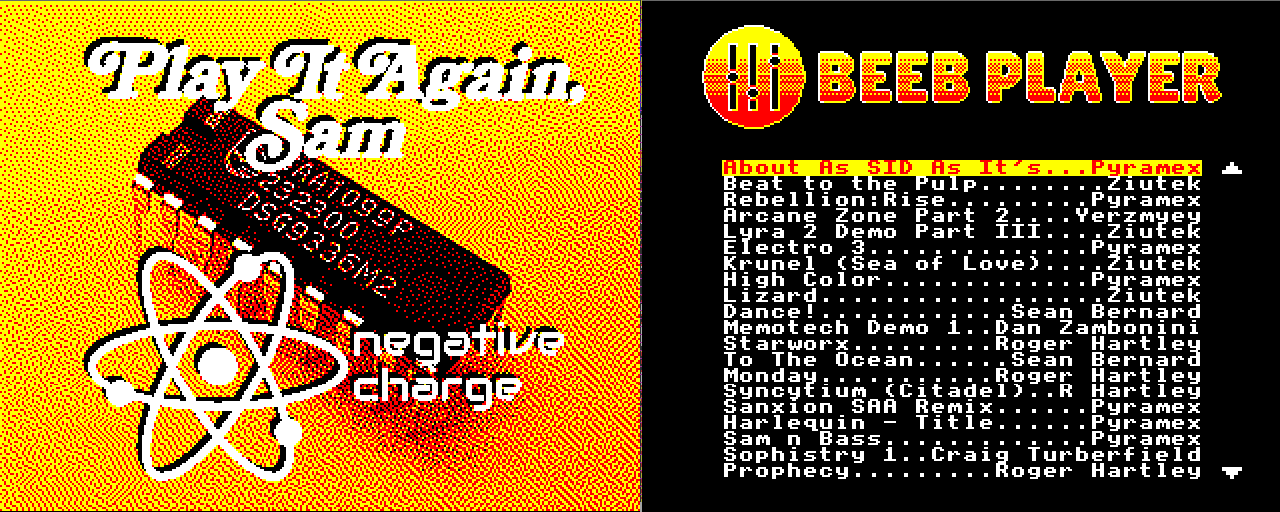 Play It Again,
Sam
SAA1099P
232300
DSG9336M2
negative
charge
BEEB PLAYER
About As SID As It's...Pyramex
Beat to the Pulp........Ziutek
Rebellion:Rise.........Pyramex
Arcane Zone Part 2....Yerzmyey
Lyra 2 Demo Part III....Ziutek
Electro 3..............Pyramex
Krunel (Sea of Love)....Ziutek
High Color.............Pyramex
Lizard..................Ziutek
Dance!............Sean Bernard
Memotech Demo 1..Dan Zambonini
Starworx.........Roger Hartley
To The Ocean......Sean Bernard
Monday...........Roger Hartley
Syncytium (Citadel)..R Hartley
Sanxion SAA Remix......Pyramex
Harlequin - Title......Pyramex
Sam n Bass.............Pyramex
Sophistry 1..Craig Turberfield
Prophecy.........Roger Hartley